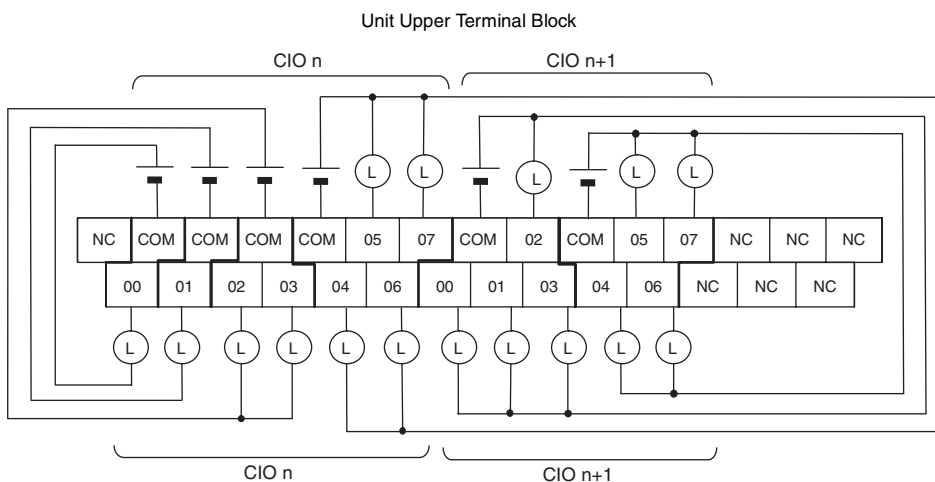 Unit Upper Terminal Block
CIO n CIO n+1
L L L L L
NC COM COM COM COM 05 07 COM 02 COM 05 07 NC NC NC
00 01 02 03 04 06 00 01 03 04 06 NC NC NC
L L L L L L L L L L L
CIO n CIO n+1